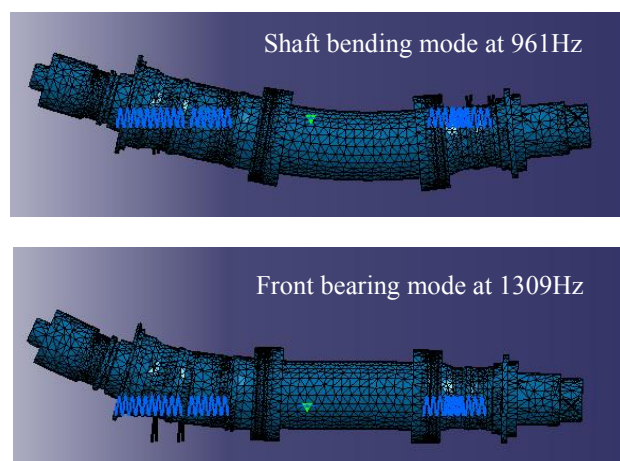 Shaft bending mode at 961Hz
Front bearing mode at 1309Hz